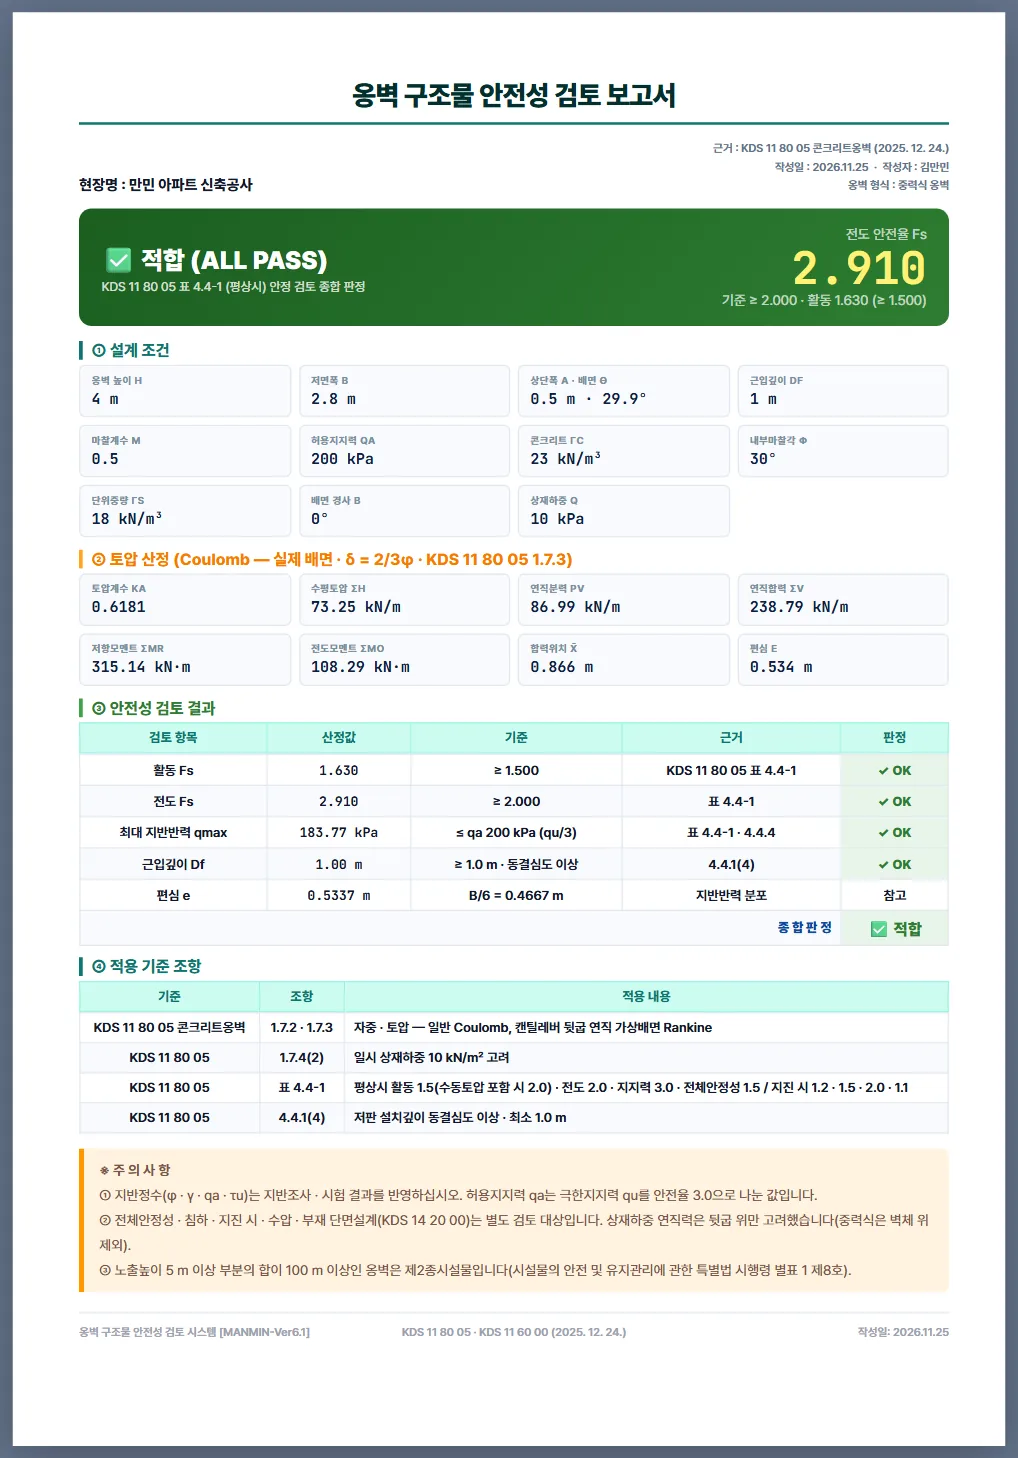 옹벽 구조물 안전성 검토 보고서
근거 : KDS 11 80 05 콘크리트옹벽 (2025. 12. 24.)
작성일 : 2026.11.25 · 작성자 : 김만민
현장명 : 만민 아파트 신축공사
옹벽 형식 : 중력식 옹벽
✅ 적합 (ALL PASS)
KDS 11 80 05 표 4.4-1 (평상시) 안정 검토 종합 판정
전도 안전율 Fs
2.910
기준 ≥ 2.000 · 활동 1.630 (≥ 1.500)
① 설계 조건
옹벽 높이 H
4 m
저면폭 B
2.8 m
상단폭 A · 배면 Θ
0.5 m · 29.9°
근입깊이 DF
1 m
마찰계수 Μ
0.5
허용지지력 QA
200 kPa
콘크리트 ΓC
23 kN/m³
내부마찰각 Φ
30°
단위중량 ΓS
18 kN/m³
배면 경사 Β
0°
상재하중 Q
10 kPa
② 토압 산정 (Coulomb — 실제 배면 · δ = 2/3φ · KDS 11 80 05 1.7.3)
토압계수 KA
0.6181
수평토압 ΣH
73.25 kN/m
연직분력 PV
86.99 kN/m
연직합력 ΣV
238.79 kN/m
저항모멘트 ΣMR
315.14 kN·m
전도모멘트 ΣMO
108.29 kN·m
합력위치 X̄
0.866 m
편심 E
0.534 m
③ 안전성 검토 결과
검토 항목 산정값 기준 근거 판정
활동 Fs 1.630 ≥ 1.500 KDS 11 80 05 표 4.4-1 ✓ OK
전도 Fs 2.910 ≥ 2.000 표 4.4-1 ✓ OK
최대 지반반력 qmax 183.77 kPa ≤ qa 200 kPa (qu/3) 표 4.4-1 · 4.4.4 ✓ OK
근입깊이 Df 1.00 m ≥ 1.0 m · 동결심도 이상 4.4.1(4) ✓ OK
편심 e 0.5337 m B/6 = 0.4667 m 지반반력 분포 참고
종합판정 ✅ 적합
④ 적용 기준 조항
기준 조항 적용 내용
KDS 11 80 05 콘크리트옹벽 1.7.2 · 1.7.3 자중 · 토압 — 일반 Coulomb, 캔틸레버 뒷굽 연직 가상배면 Rankine
KDS 11 80 05 1.7.4(2) 일시 상재하중 10 kN/m² 고려
KDS 11 80 05 표 4.4-1 평상시 활동 1.5(수동토압 포함 시 2.0) · 전도 2.0 · 지지력 3.0 · 전체안정성 1.5 / 지진 시 1.2 · 1.5 · 2.0 · 1.1
KDS 11 80 05 4.4.1(4) 저판 설치깊이 동결심도 이상 · 최소 1.0 m
※ 주의사항
① 지반정수(φ · γ · qa · τu)는 지반조사 · 시험 결과를 반영하십시오. 허용지지력 qa는 극한지지력 qu를 안전율 3.0으로 나눈 값입니다.
② 전체안정성 · 침하 · 지진 시 · 수압 · 부재 단면설계(KDS 14 20 00)는 별도 검토 대상입니다. 상재하중 연직력은 뒷굽 위만 고려했습니다(중력식은 벽체 위
제외).
③ 노출높이 5 m 이상 부분의 합이 100 m 이상인 옹벽은 제2종시설물입니다(시설물의 안전 및 유지관리에 관한 특별법 시행령 별표 1 제8호).
옹벽 구조물 안전성 검토 시스템 [MANMIN-Ver6.1] KDS 11 80 05 · KDS 11 60 00 (2025. 12. 24.) 작성일: 2026.11.25